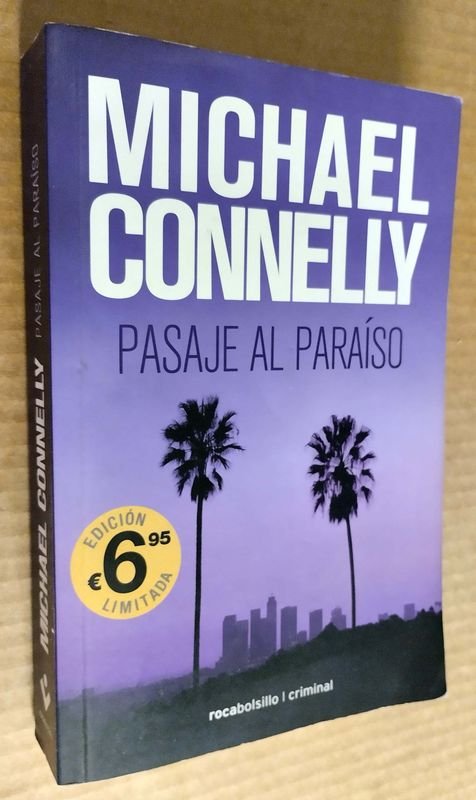 MICHAEL
CONNELLY
PASAJE AL PARAÍSO
EDICIÓN
€6 95
LIMITADA
rocabolsillo | criminal
MICHAEL CONNELLY PASAJE AL PARAÍSO